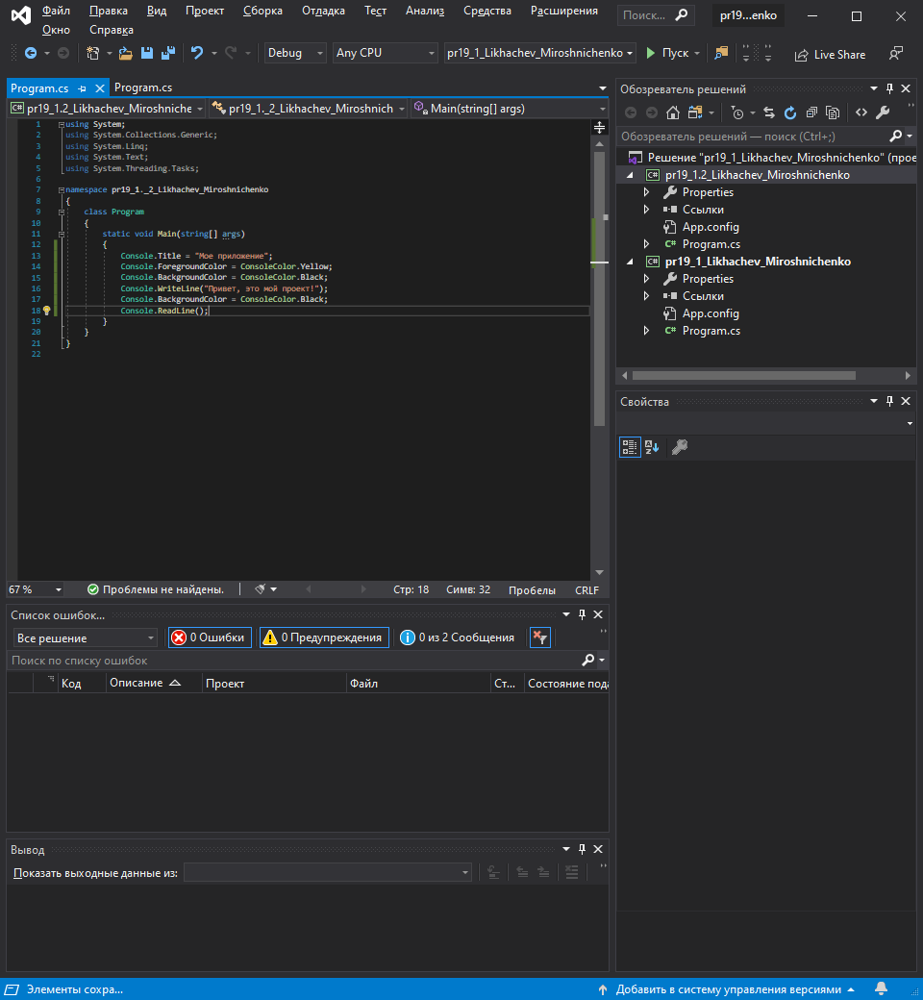 Файл Правка Вид Проект Сборка Отладка Тест Анализ Средства Расширения Поиск... pr19...enko
Окно Справка
Debug Any CPU pr19_1_Likhachev_Miroshnichenko Пуск Live Share
Program.cs Program.cs
pr19_1.2_Likhachev_Miroshniche pr19_1._2_Likhachev_Miroshnich Main(string[] args)
1 using System;
2 using System.Collections.Generic;
3 using System.Linq;
4 using System.Text;
5 using System.Threading.Tasks;
6
7 namespace pr19_1._2_Likhachev_Miroshnichenko
8 {
9 class Program
10 {
11 static void Main(string[] args)
12 {
13 Console.Title = "Мое приложение";
14 Console.ForegroundColor = ConsoleColor.Yellow;
15 Console.BackgroundColor = ConsoleColor.Black;
16 Console.WriteLine("Привет, это мой проект!");
17 Console.BackgroundColor = ConsoleColor.Black;
18 Console.ReadLine();
19 }
20 }
21 }
22
67 % Проблемы не найдены. Стр: 18 Симв: 32 Пробелы CRLF
Обозреватель решений
Обозреватель решений — поиск (Ctrl+;)
Решение "pr19_1_Likhachev_Miroshnichenko" (прое
C# pr19_1.2_Likhachev_Miroshnichenko
Properties
Ссылки
App.config
C# Program.cs
C# pr19_1_Likhachev_Miroshnichenko
Properties
Ссылки
App.config
C# Program.cs
Свойства
Список ошибок...
Все решение 0 Ошибки 0 Предупреждения 0 из 2 Сообщения
Поиск по списку ошибок
Код Описание Проект Файл Ст... Состояние пода
Вывод
Показать выходные данные из:
Элементы сохра... Добавить в систему управления версиями